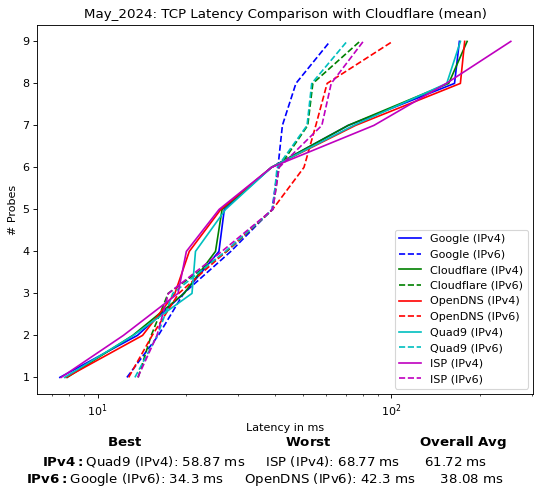 May_2024: TCP Latency Comparison with Cloudflare (mean)
9
8
7
6
5
4
3
2
1
# Probes
Google (IPv4)
Google (IPv6)
Cloudflare (IPv4)
Cloudflare (IPv6)
OpenDNS (IPv4)
OpenDNS (IPv6)
Quad9 (IPv4)
Quad9 (IPv6)
ISP (IPv4)
ISP (IPv6)
10¹ 10²
Latency in ms
Best Worst Overall Avg
IPv4: Quad9 (IPv4): 58.87 ms ISP (IPv4): 68.77 ms 61.72 ms
IPv6: Google (IPv6): 34.3 ms OpenDNS (IPv6): 42.3 ms 38.08 ms